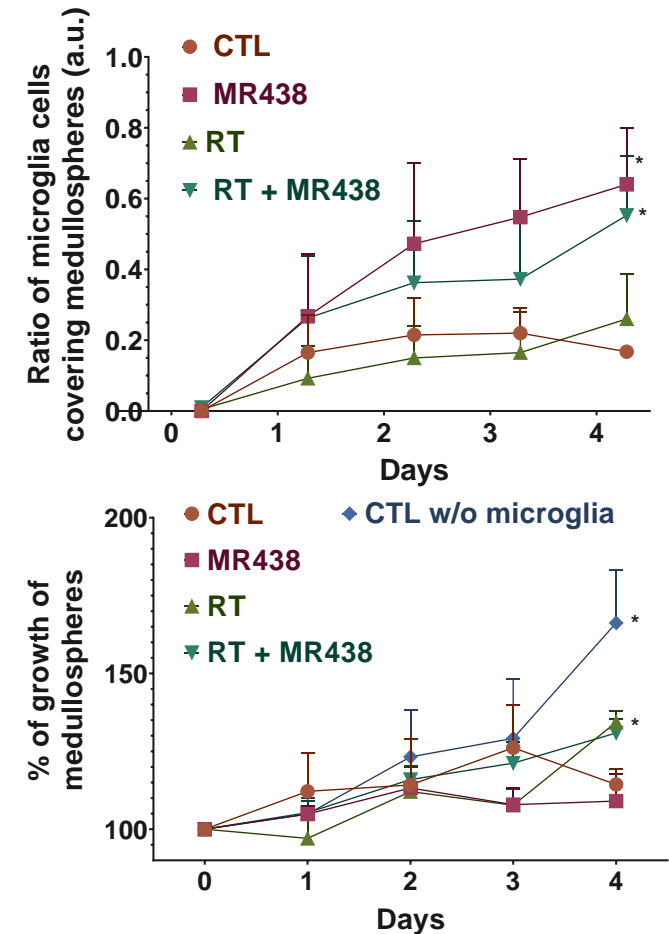 CTL
MR438
RT
RT + MR438
Ratio of microglia cells
covering medullospheres (a.u.)
1.0
0.8
0.6
0.4
0.2
0.0
*
*
0 1 2 3 4
Days
CTL
CTL w/o microglia
MR438
RT
RT + MR438
% of growth of
medullospheres
200
150
100
*
*
0 1 2 3 4
Days